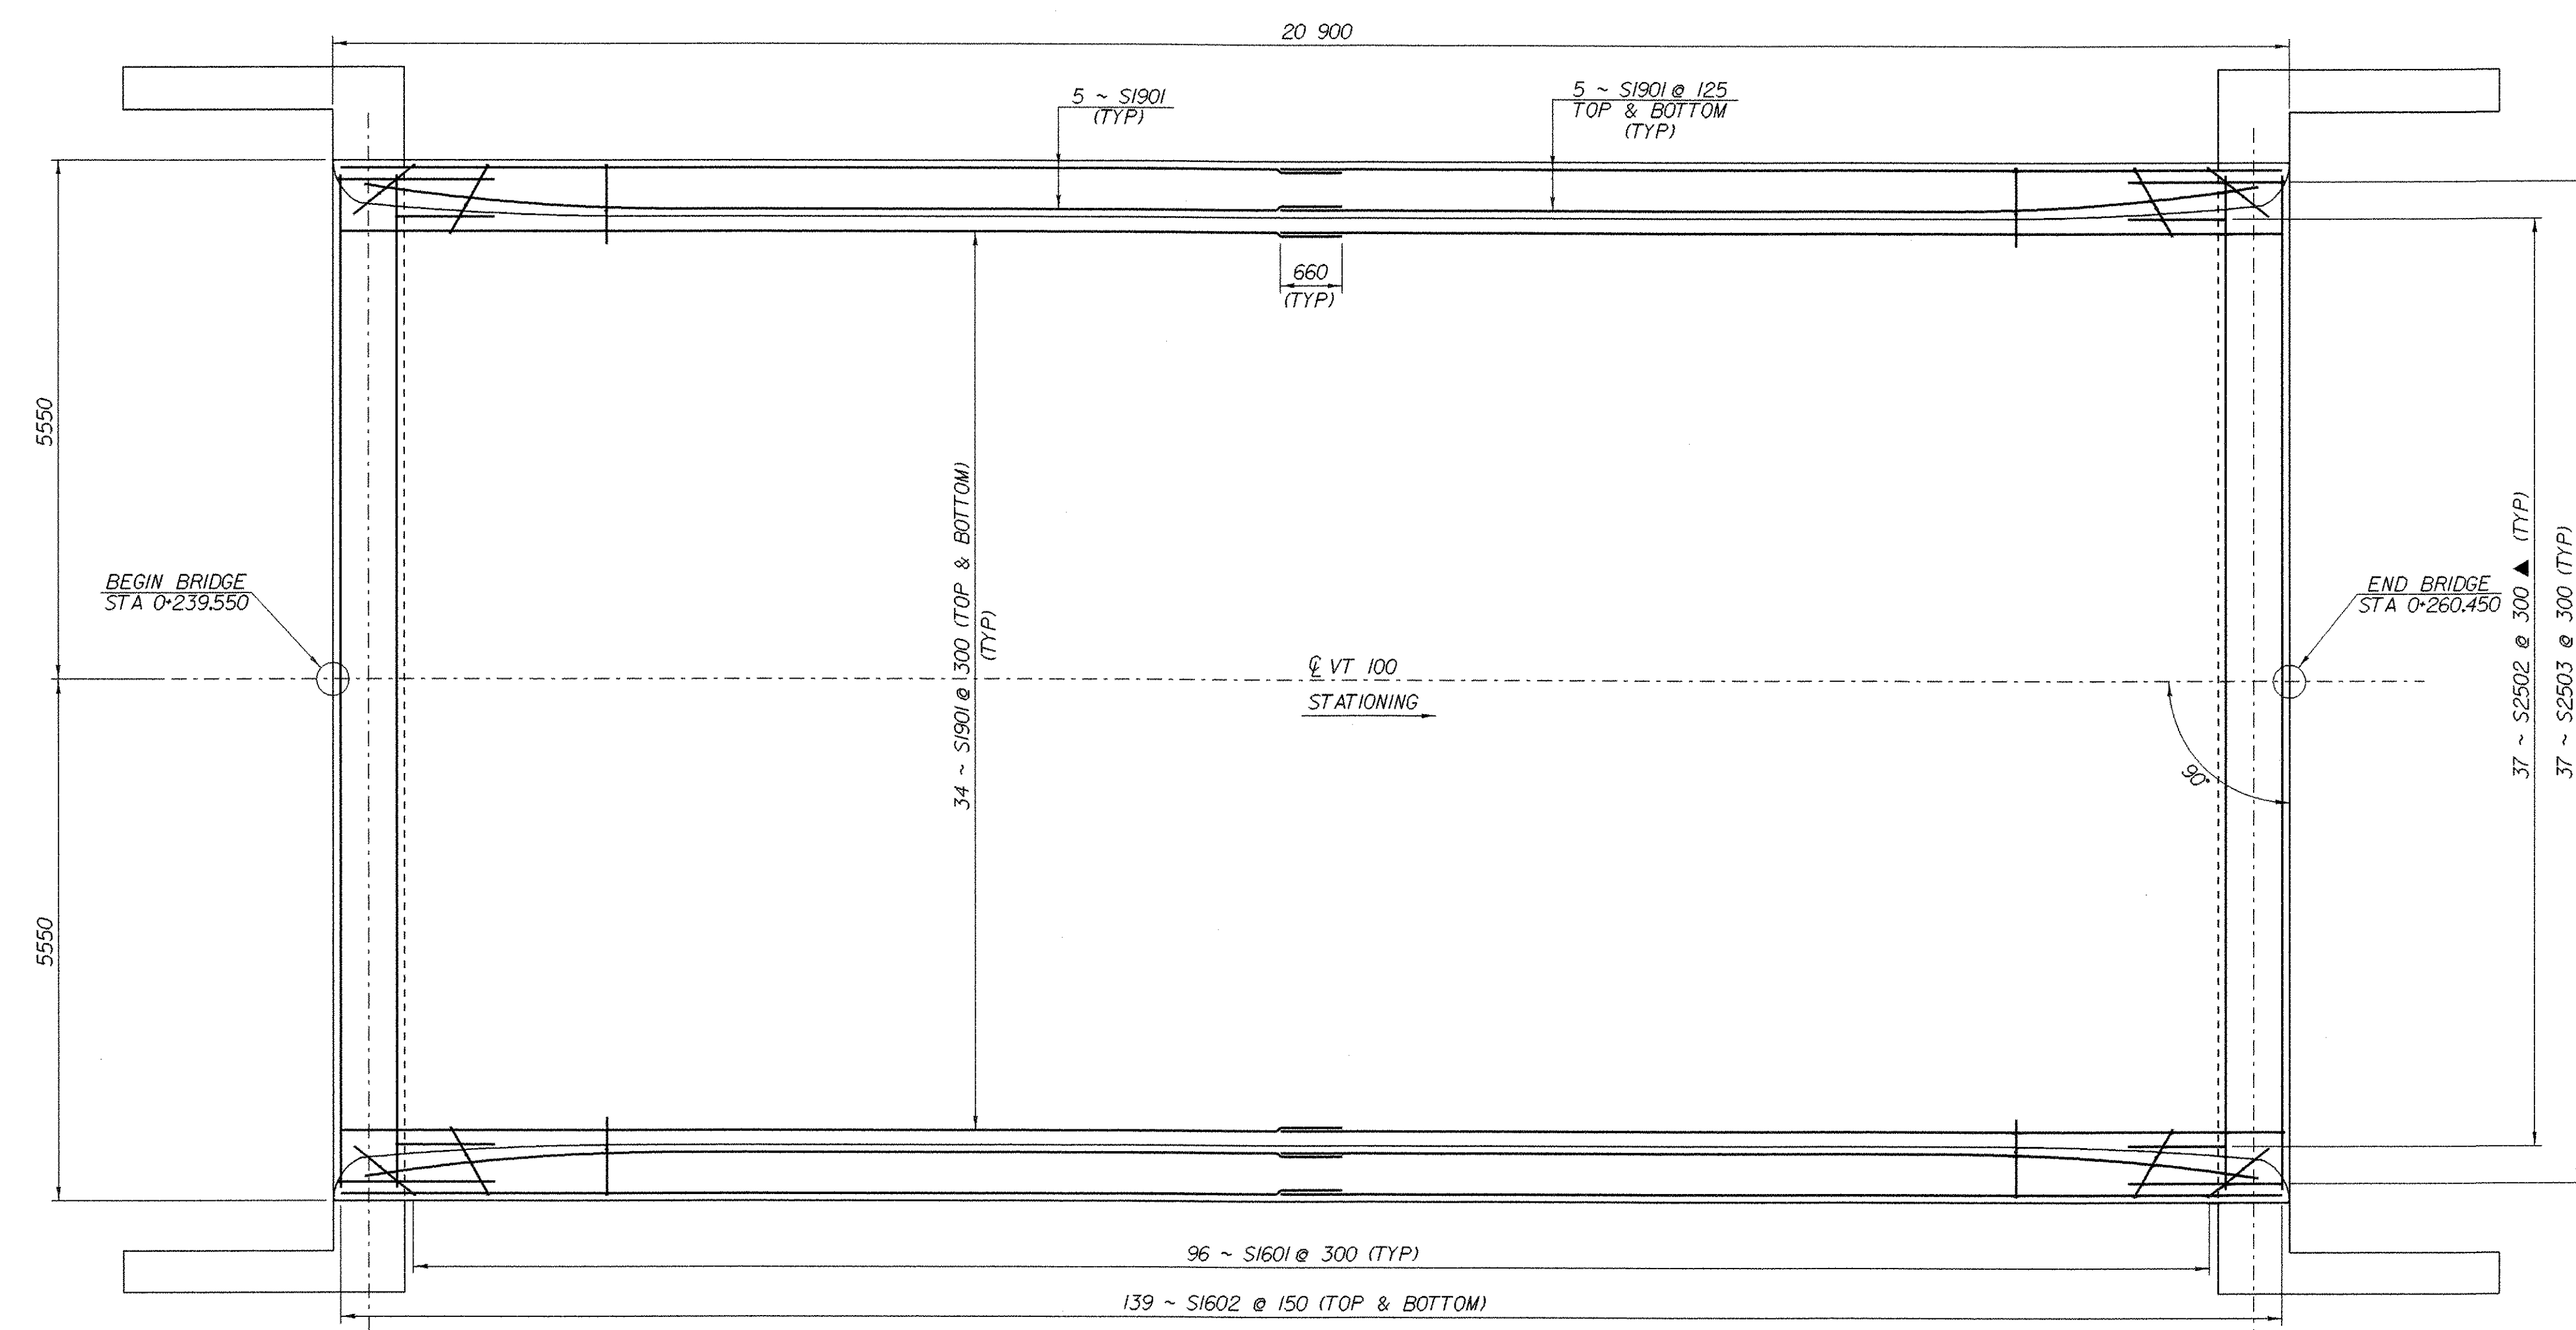 20 900
5 ~ S1901
(TYP)
5 ~ S1901 @ 125
TOP & BOTTOM
(TYP)
660
(TYP)
5550
34 ~ S1901 @ 300 (TOP & BOTTOM)
(TYP)
BEGIN BRIDGE
STA 0+239.550
℄ VT 100
STATIONING
END BRIDGE
STA 0+260.450
37 ~ S2502 @ 300 ▲ (TYP)
37 ~ S2503 @ 300 (TYP)
90°
5550
96 ~ S1601 @ 300 (TYP)
139 ~ S1602 @ 150 (TOP & BOTTOM)